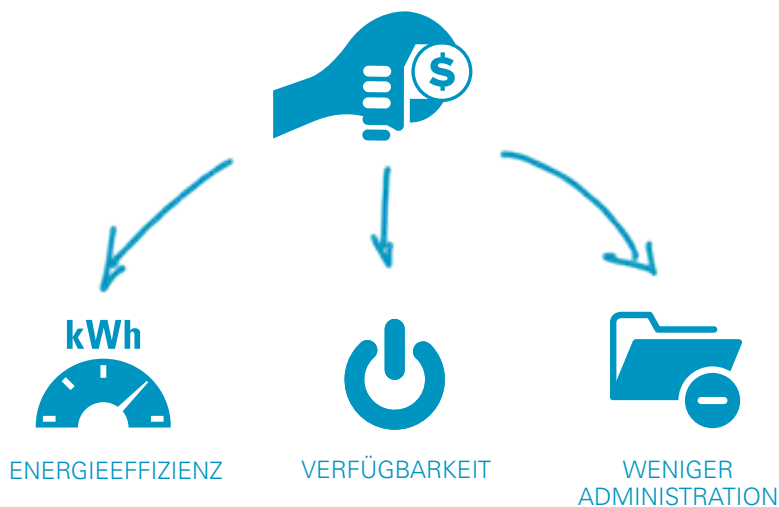 $
kWh
ENERGIEEFFIZIENZ
VERFÜGBARKEIT
WENIGER
ADMINISTRATION